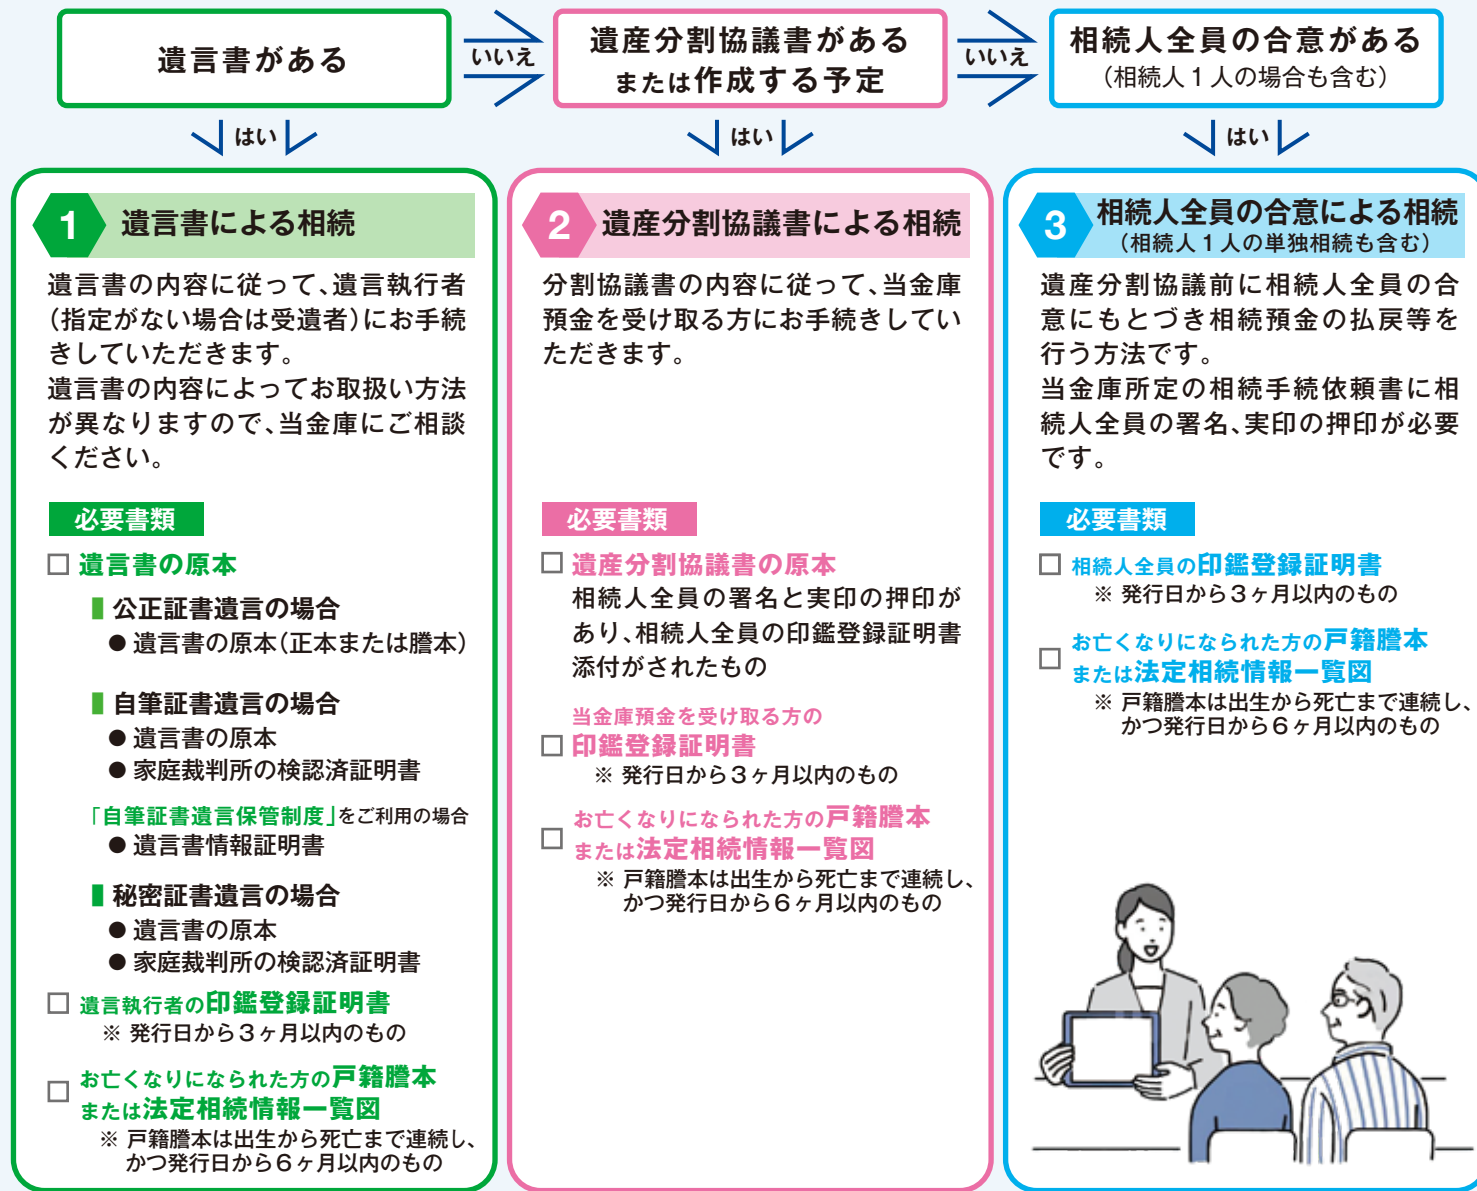 遺言書がある
いいえ
遺産分割協議書がある
または作成する予定
いいえ
相続人全員の合意がある
（相続人１人の場合も含む）
はい
はい
はい
1 遺言書による相続
遺言書の内容に従って、遺言執行者
（指定がない場合は受遺者）にお手続
きしていただきます。
遺言書の内容によってお取扱い方法
が異なりますので、当金庫にご相談
ください。
必要書類
□ 遺言書の原本
公正証書遺言の場合
● 遺言書の原本（正本または謄本）
自筆証書遺言の場合
● 遺言書の原本
● 家庭裁判所の検認済証明書
「自筆証書遺言保管制度」をご利用の場合
● 遺言書情報証明書
秘密証書遺言の場合
● 遺言書の原本
● 家庭裁判所の検認済証明書
□ 遺言執行者の印鑑登録証明書
※ 発行日から３ヶ月以内のもの
□ お亡くなりになられた方の戸籍謄本
または法定相続情報一覧図
※ 戸籍謄本は出生から死亡まで連続し、
かつ発行日から６ヶ月以内のもの
2 遺産分割協議書による相続
分割協議書の内容に従って、当金庫
預金を受け取る方にお手続きしてい
ただきます。
必要書類
□ 遺産分割協議書の原本
相続人全員の署名と実印の押印が
あり、相続人全員の印鑑登録証明書
添付がされたもの
当金庫預金を受け取る方の
□ 印鑑登録証明書
※ 発行日から３ヶ月以内のもの
□ お亡くなりになられた方の戸籍謄本
または法定相続情報一覧図
※ 戸籍謄本は出生から死亡まで連続し、
かつ発行日から６ヶ月以内のもの
3 相続人全員の合意による相続
（相続人１人の単独相続も含む）
遺産分割協議前に相続人全員の合
意にもとづき相続預金の払戻等を
行う方法です。
当金庫所定の相続手続依頼書に相
続人全員の署名、実印の押印が必要
です。
必要書類
□ 相続人全員の印鑑登録証明書
※ 発行日から３ヶ月以内のもの
□ お亡くなりになられた方の戸籍謄本
または法定相続情報一覧図
※ 戸籍謄本は出生から死亡まで連続し、
かつ発行日から６ヶ月以内のもの